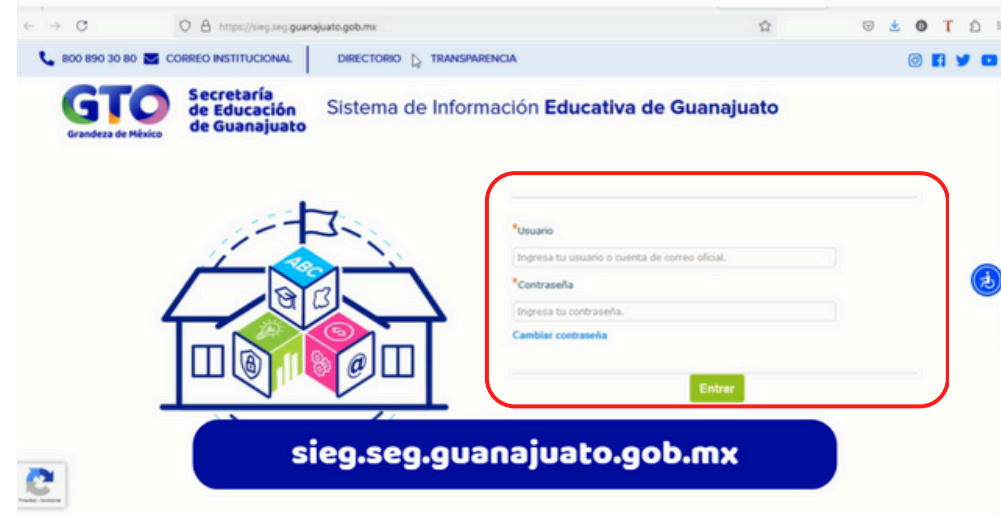 https://sieg.seg.guanajuato.gob.mx
800 890 30 80 CORREO INSTITUCIONAL DIRECTORIO TRANSPARENCIA
GTO
Grandeza de México
Secretaría
de Educación
de Guanajuato
Sistema de Información Educativa de Guanajuato
*Usuario
Ingresa tu usuario o cuenta de correo oficial.
*Contraseña
Ingresa tu contraseña.
Cambiar contraseña
Entrar
ABC
@
sieg.seg.guanajuato.gob.mx